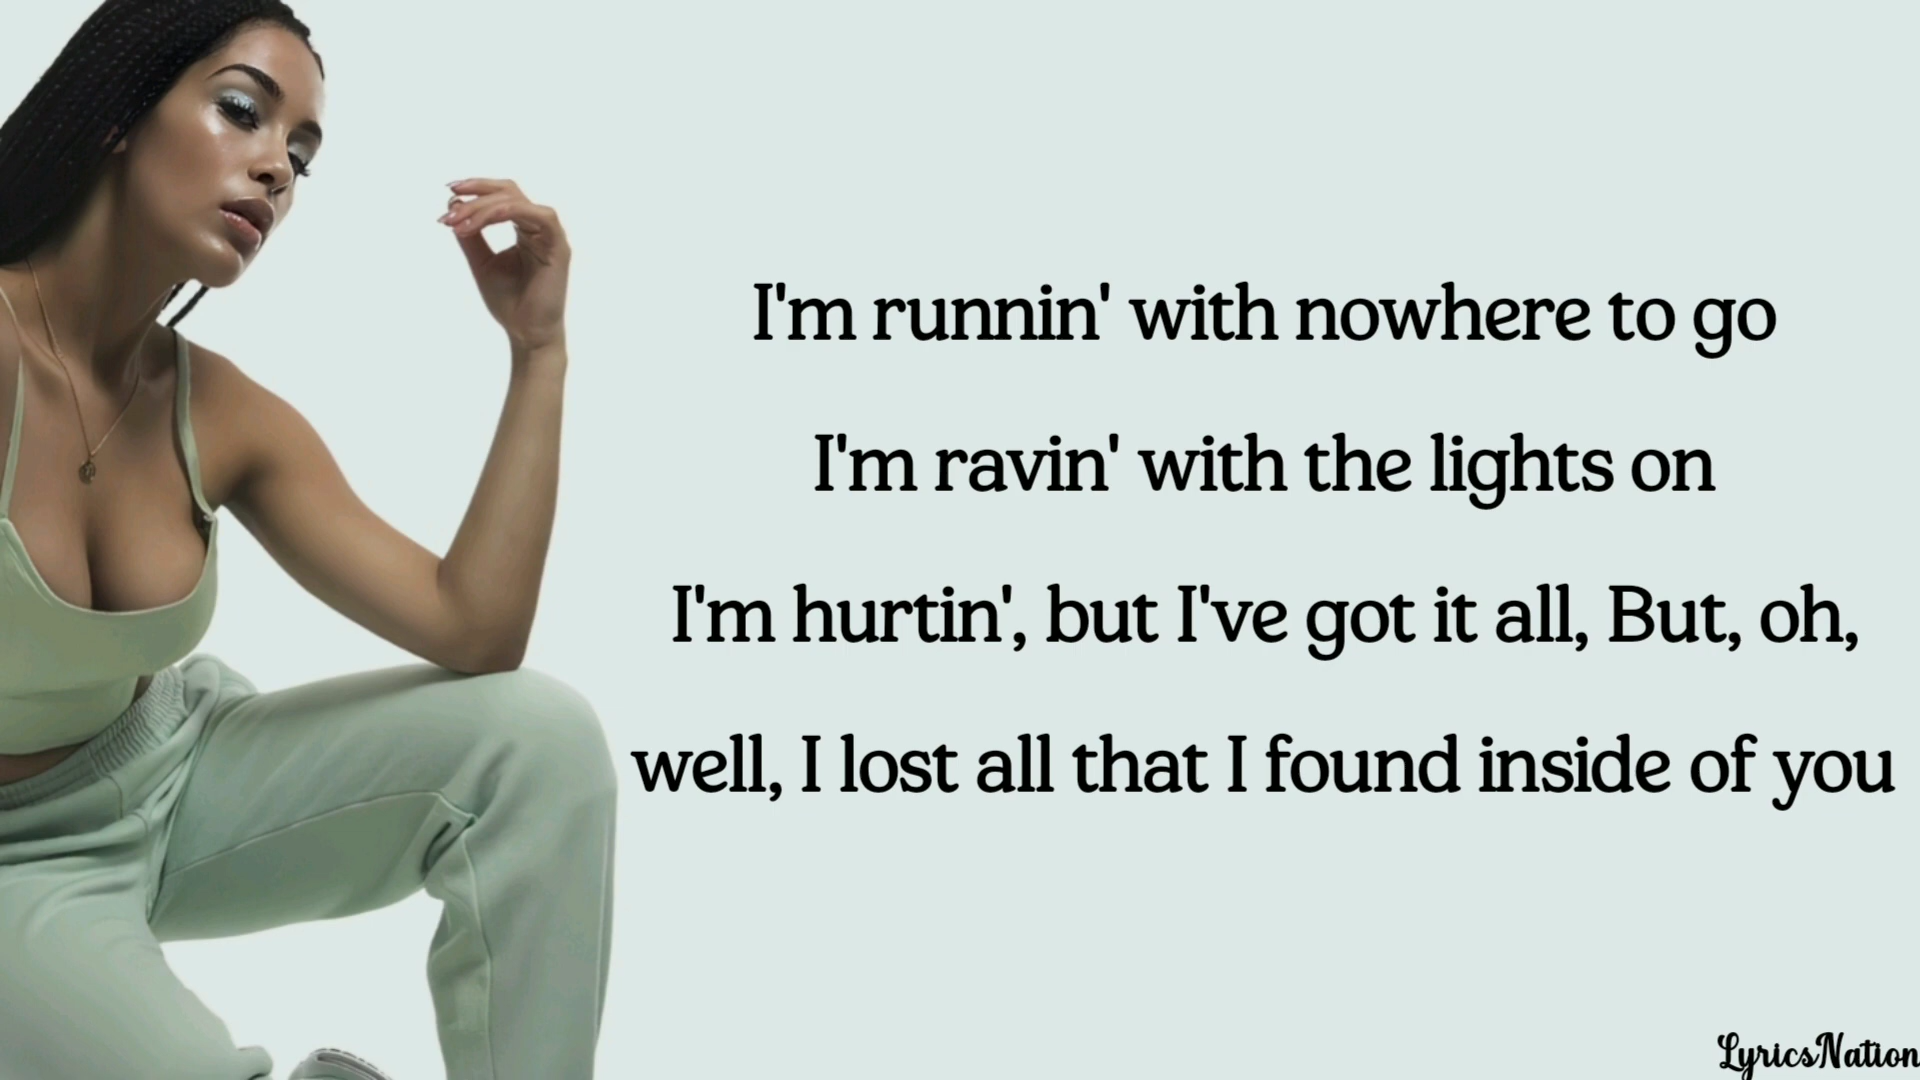 I'm runnin' with nowhere to go
I'm ravin' with the lights on
I'm hurtin', but I've got it all, But, oh,
well, I lost all that I found inside of you
LyricsNation